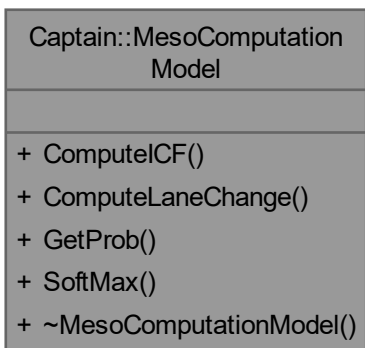 Captain::MesoComputation
Model
+ ComputeICF()
+ ComputeLaneChange()
+ GetProb()
+ SoftMax()
+ ~MesoComputationModel()